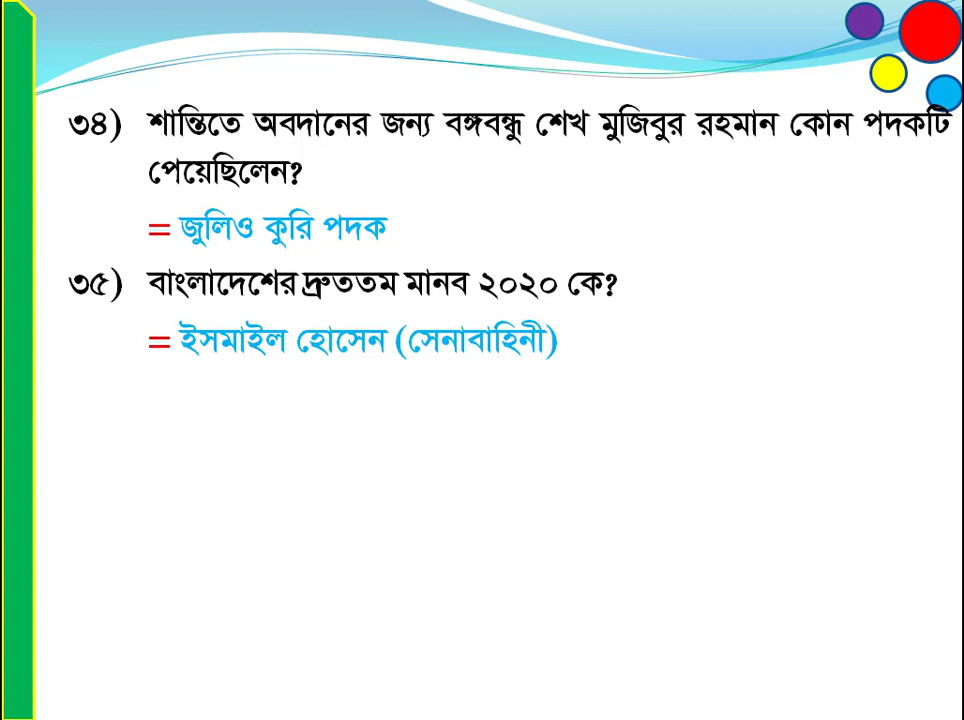 ৩৪) শান্তিতে অবদানের জন্য বঙ্গবন্ধু শেখ মুজিবুর রহমান কোন পদকটি
পেয়েছিলেন?
= জুলিও কুরি পদক
৩৫) বাংলাদেশের দ্রুততম মানব ২০২০ কে?
= ইসমাইল হোসেন (সেনাবাহিনী)